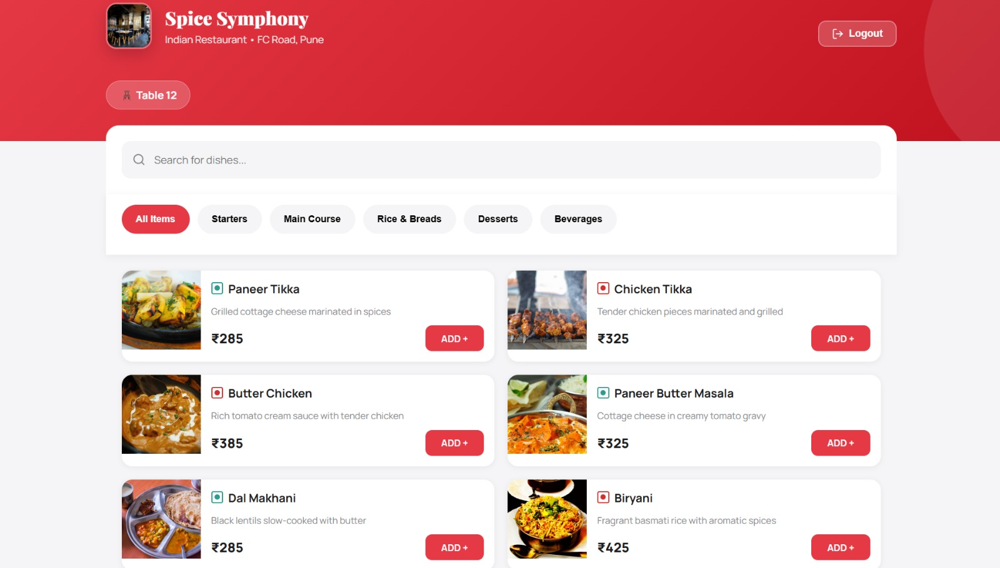 Spice Symphony
Indian Restaurant • FC Road, Pune
Logout
Table 12
Search for dishes...
All Items
Starters
Main Course
Rice & Breads
Desserts
Beverages
Paneer Tikka
Grilled cottage cheese marinated in spices
₹285
ADD +
Chicken Tikka
Tender chicken pieces marinated and grilled
₹325
ADD +
Butter Chicken
Rich tomato cream sauce with tender chicken
₹385
ADD +
Paneer Butter Masala
Cottage cheese in creamy tomato gravy
₹325
ADD +
Dal Makhani
Black lentils slow-cooked with butter
₹285
ADD +
Biryani
Fragrant basmati rice with aromatic spices
₹425
ADD +